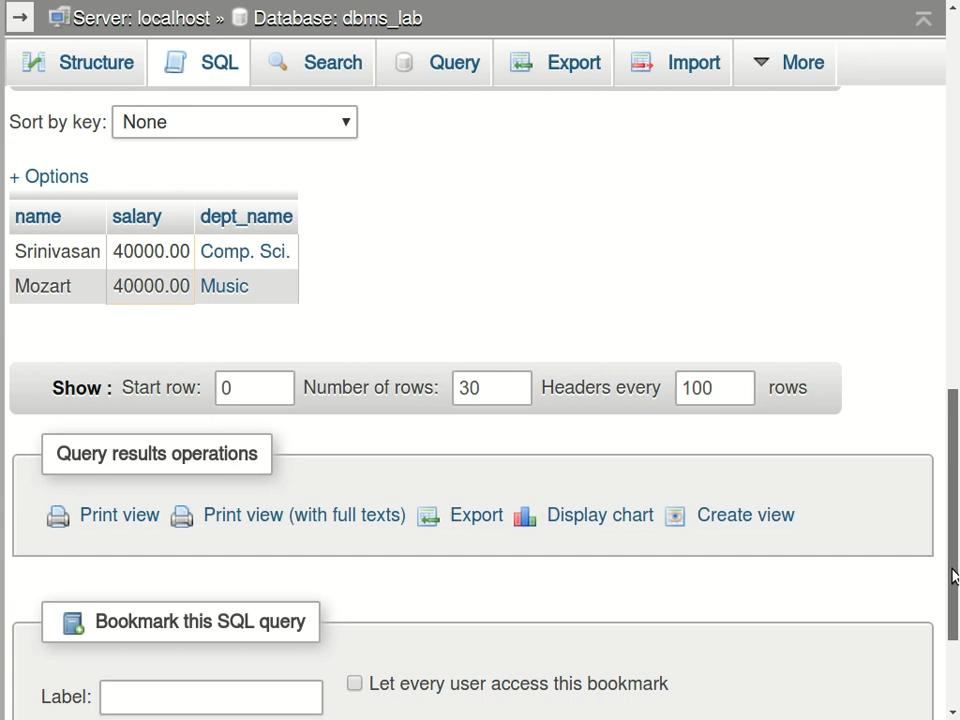 Server: localhost » Database: dbms_lab
Structure SQL Search Query Export Import More
Sort by key: None
+ Options
name salary dept_name
Srinivasan 40000.00 Comp. Sci.
Mozart 40000.00 Music
Show : Start row: 0 Number of rows: 30 Headers every 100 rows
Query results operations
Print view Print view (with full texts) Export Display chart Create view
Bookmark this SQL query
Label: Let every user access this bookmark